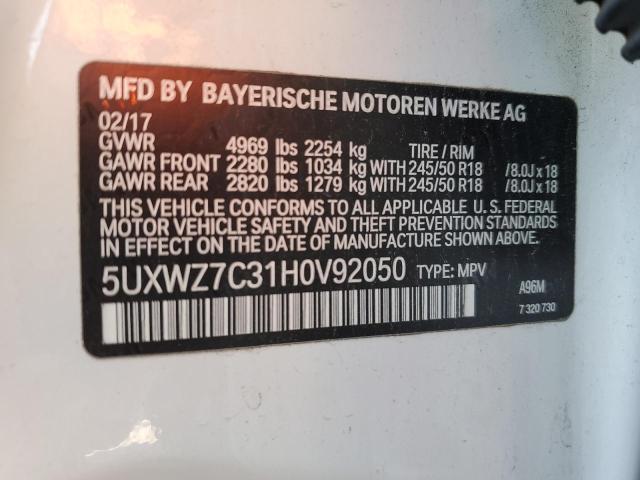 MFD BY BAYERISCHE MOTOREN WERKE AG
02/17
GVWR 4969 lbs 2254 kg TIRE / RIM
GAWR FRONT 2280 lbs 1034 kg WITH 245/50 R18 /8.0J x 18
GAWR REAR 2820 lbs 1279 kg WITH 245/50 R18 /8.0J x 18
THIS VEHICLE CONFORMS TO ALL APPLICABLE U. S. FEDERAL
MOTOR VEHICLE SAFETY AND THEFT PREVENTION STANDARDS
IN EFFECT ON THE DATE OF MANUFACTURE SHOWN ABOVE.
5UXWZ7C31H0V92050 TYPE: MPV
A96M
7 320 730